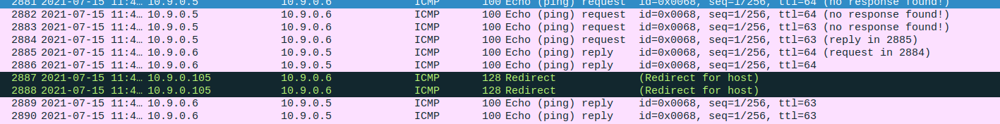 2881 2021-07-15 11:4… 10.9.0.5 10.9.0.6 ICMP 100 Echo (ping) request id=0x0068, seq=1/256, ttl=64 (no response found!)
2882 2021-07-15 11:4… 10.9.0.5 10.9.0.6 ICMP 100 Echo (ping) request id=0x0068, seq=1/256, ttl=64 (no response found!)
2883 2021-07-15 11:4… 10.9.0.5 10.9.0.6 ICMP 100 Echo (ping) request id=0x0068, seq=1/256, ttl=63 (no response found!)
2884 2021-07-15 11:4… 10.9.0.5 10.9.0.6 ICMP 100 Echo (ping) request id=0x0068, seq=1/256, ttl=63 (reply in 2885)
2885 2021-07-15 11:4… 10.9.0.6 10.9.0.5 ICMP 100 Echo (ping) reply id=0x0068, seq=1/256, ttl=64 (request in 2884)
2886 2021-07-15 11:4… 10.9.0.6 10.9.0.5 ICMP 100 Echo (ping) reply id=0x0068, seq=1/256, ttl=64
2887 2021-07-15 11:4… 10.9.0.105 10.9.0.6 ICMP 128 Redirect (Redirect for host)
2888 2021-07-15 11:4… 10.9.0.105 10.9.0.6 ICMP 128 Redirect (Redirect for host)
2889 2021-07-15 11:4… 10.9.0.6 10.9.0.5 ICMP 100 Echo (ping) reply id=0x0068, seq=1/256, ttl=63
2890 2021-07-15 11:4… 10.9.0.6 10.9.0.5 ICMP 100 Echo (ping) reply id=0x0068, seq=1/256, ttl=63